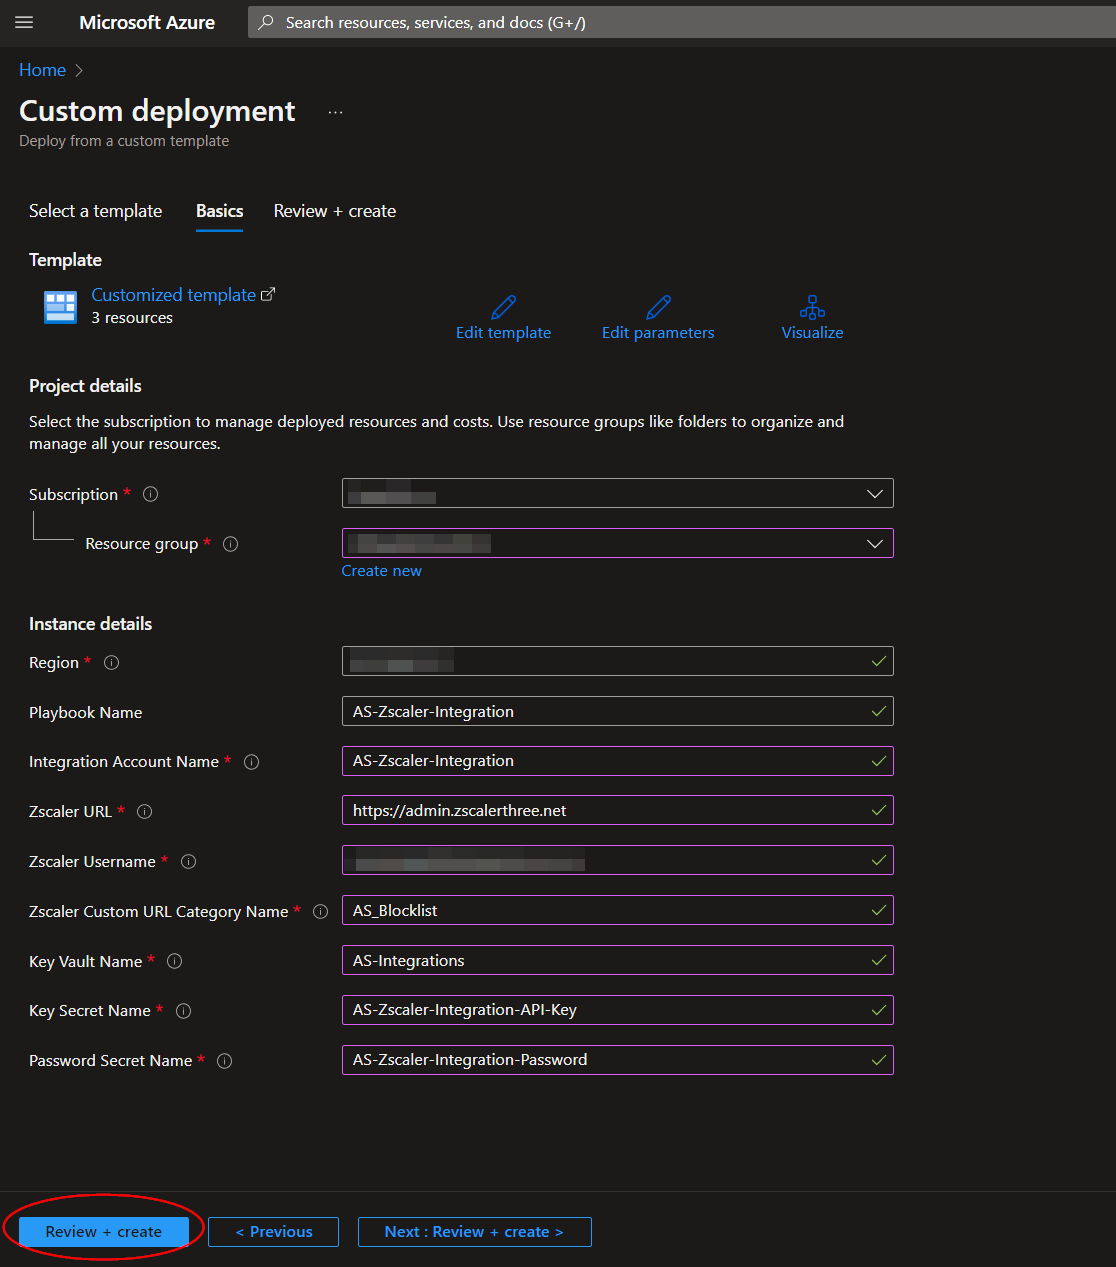 Microsoft Azure
Search resources, services, and docs (G+/)
Home >
Custom deployment ...
Deploy from a custom template
Select a template Basics Review + create
Template
Customized template
3 resources
Edit template Edit parameters Visualize
Project details
Select the subscription to manage deployed resources and costs. Use resource groups like folders to organize and
manage all your resources.
Subscription *
Resource group *
Create new
Instance details
Region *
Playbook Name AS-Zscaler-Integration
Integration Account Name * AS-Zscaler-Integration
Zscaler URL * https://admin.zscalerthree.net
Zscaler Username *
Zscaler Custom URL Category Name * AS_Blocklist
Key Vault Name * AS-Integrations
Key Secret Name * AS-Zscaler-Integration-API-Key
Password Secret Name * AS-Zscaler-Integration-Password
Review + create < Previous Next : Review + create >